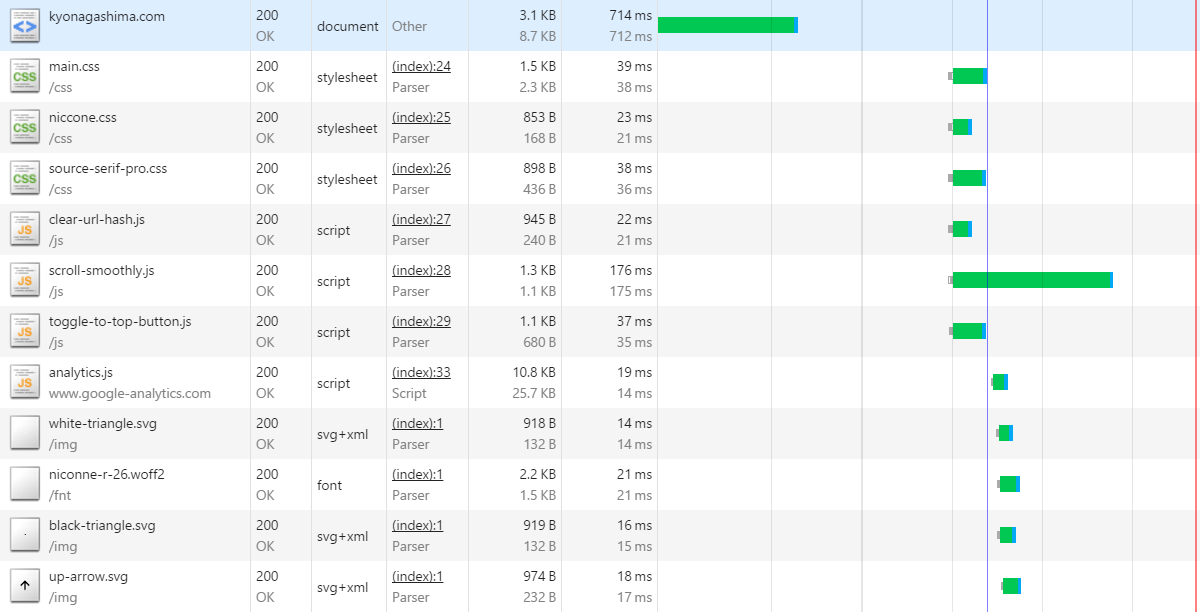 kyonagashima.com 200 document Other 3.1 KB 714 ms
OK 8.7 KB 712 ms
main.css 200 stylesheet (index):24 1.5 KB 39 ms
CSS /css OK Parser 2.3 KB 38 ms
niccone.css 200 stylesheet (index):25 853 B 23 ms
CSS /css OK Parser 168 B 21 ms
source-serif-pro.css 200 stylesheet (index):26 898 B 38 ms
CSS /css OK Parser 436 B 36 ms
clear-url-hash.js 200 script (index):27 945 B 22 ms
JS /js OK Parser 240 B 21 ms
scroll-smoothly.js 200 script (index):28 1.3 KB 176 ms
JS /js OK Parser 1.1 KB 175 ms
toggle-to-top-button.js 200 script (index):29 1.1 KB 37 ms
JS /js OK Parser 680 B 35 ms
analytics.js 200 script (index):33 10.8 KB 19 ms
JS www.google-analytics.com OK Script 25.7 KB 14 ms
white-triangle.svg 200 svg+xml (index):1 918 B 14 ms
/img OK Parser 132 B 14 ms
niconne-r-26.woff2 200 font (index):1 2.2 KB 21 ms
/fnt OK Parser 1.5 KB 21 ms
black-triangle.svg 200 svg+xml (index):1 919 B 16 ms
/img OK Parser 132 B 15 ms
up-arrow.svg 200 svg+xml (index):1 974 B 18 ms
/img OK Parser 232 B 17 ms